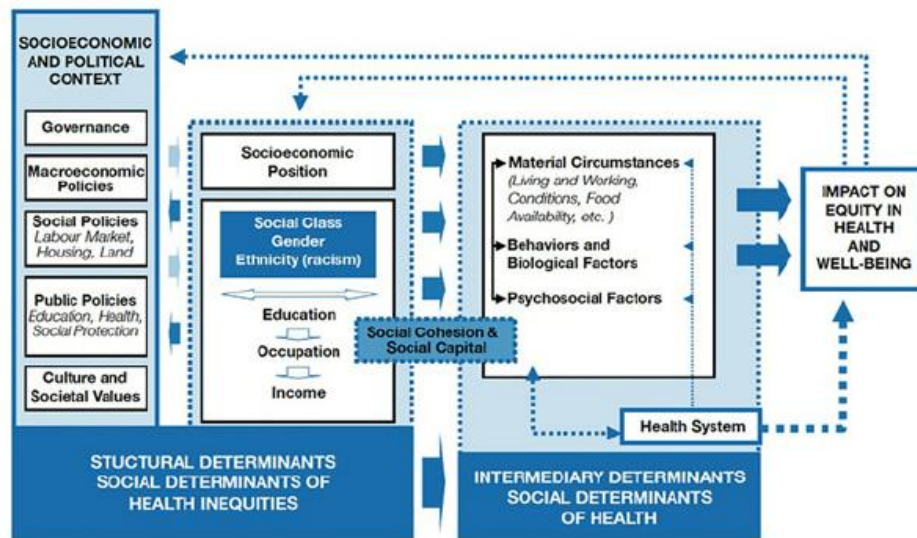 SOCIOECONOMIC
AND POLITICAL
CONTEXT
Governance
Macroeconomic
Policies
Social Policies
Labour Market,
Housing, Land
Public Policies
Education, Health,
Social Protection
Culture and
Societal Values
Socioeconomic
Position
Social Class
Gender
Ethnicity (racism)
Education
Occupation
Income
Social Cohesion &
Social Capital
Material Circumstances
(Living and Working,
Conditions, Food
Availability, etc. )
Behaviors and
Biological Factors
Psychosocial Factors
Health System
IMPACT ON
EQUITY IN
HEALTH
AND
WELL-BEING
STUCTURAL DETERMINANTS
SOCIAL DETERMINANTS OF
HEALTH INEQUITIES
INTERMEDIARY DETERMINANTS
SOCIAL DETERMINANTS
OF HEALTH